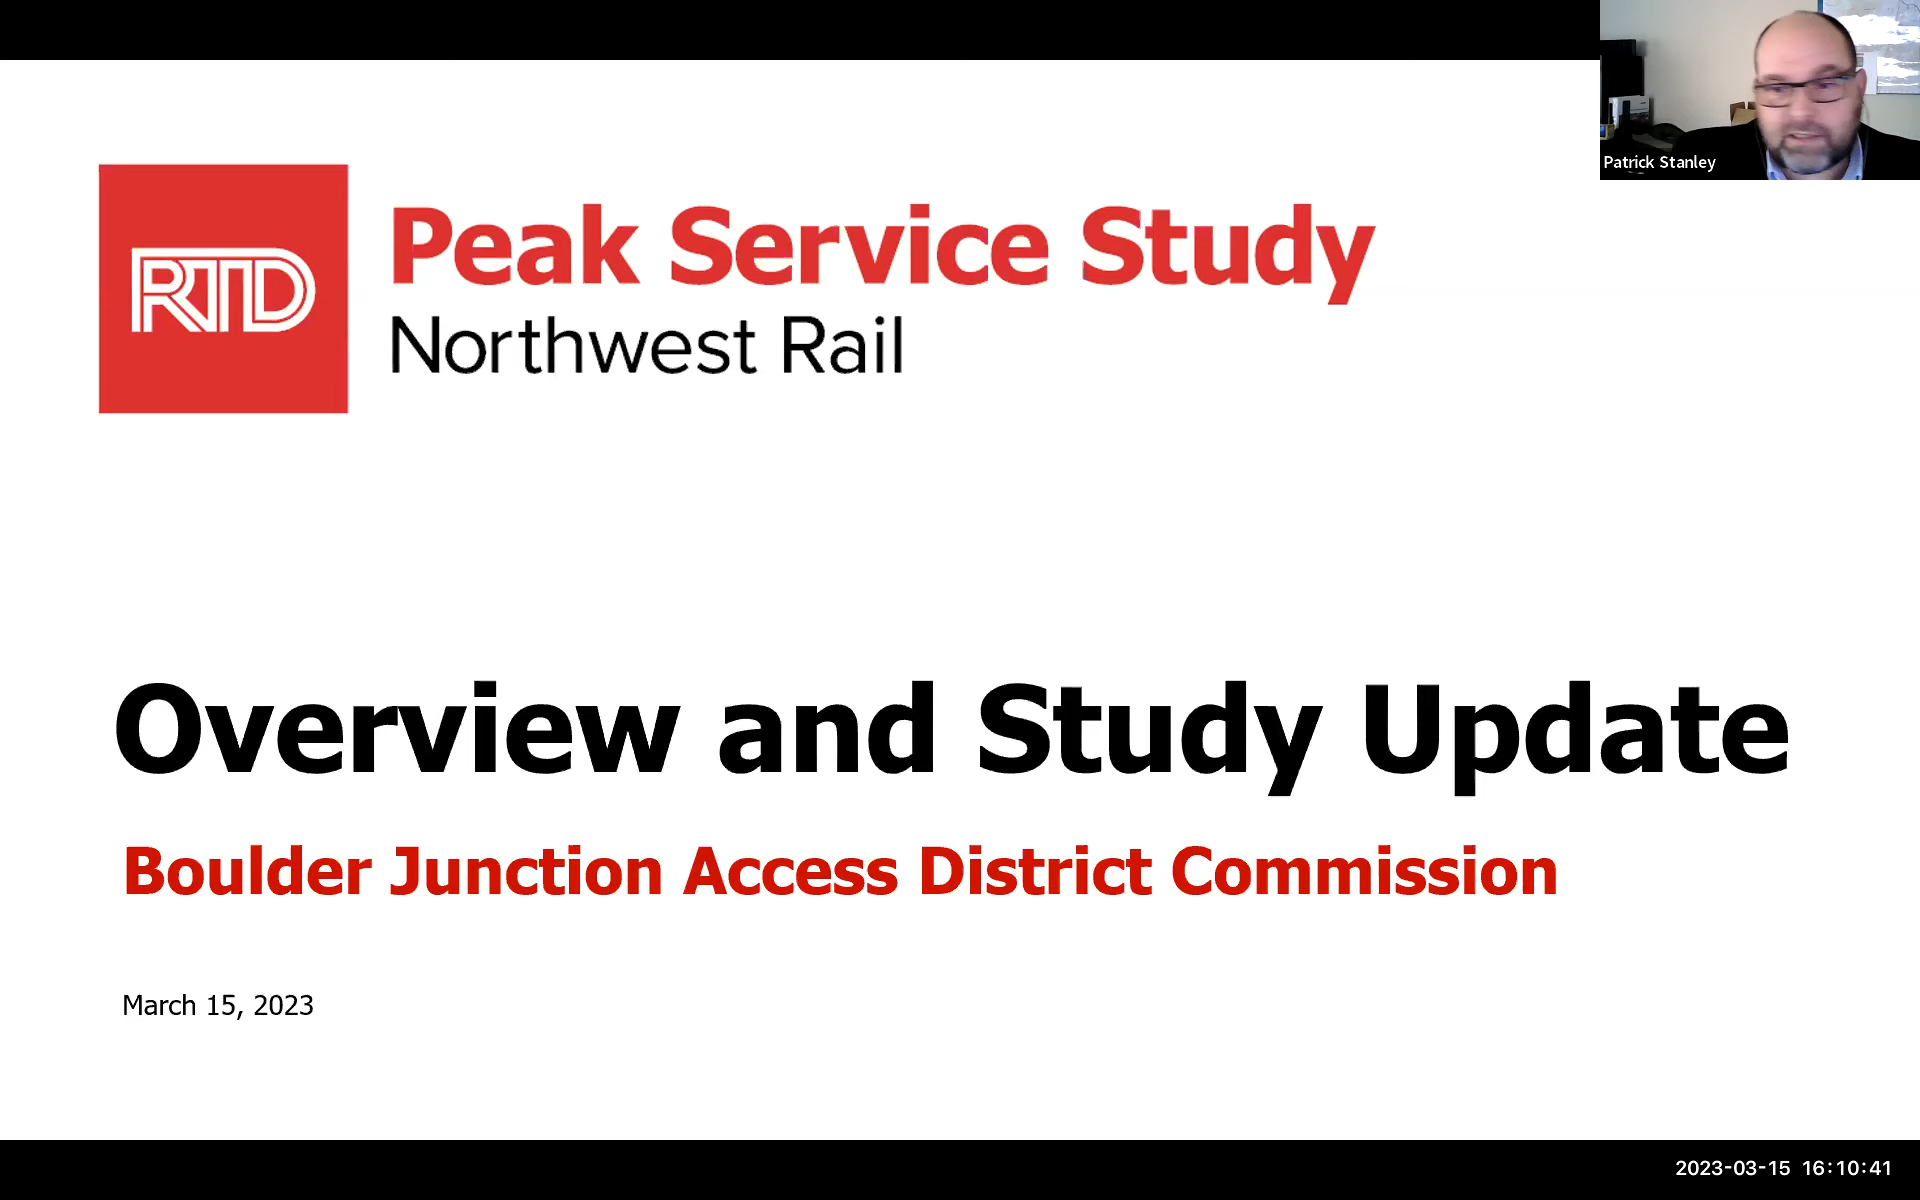 Patrick Stanley
RTD
Peak Service Study
Northwest Rail
Overview and Study Update
Boulder Junction Access District Commission
March 15, 2023
2023-03-15 16:10:41